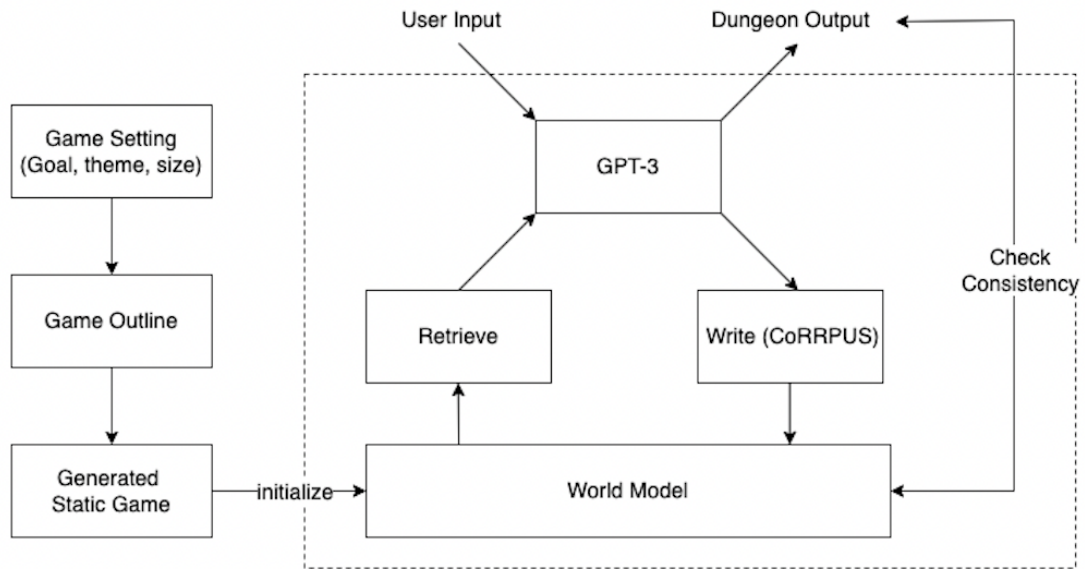 User Input
Dungeon Output
Game Setting
(Goal, theme, size)
GPT-3
Check
Consistency
Game Outline
Retrieve
Write (CoRRPUS)
Generated
Static Game
initialize
World Model